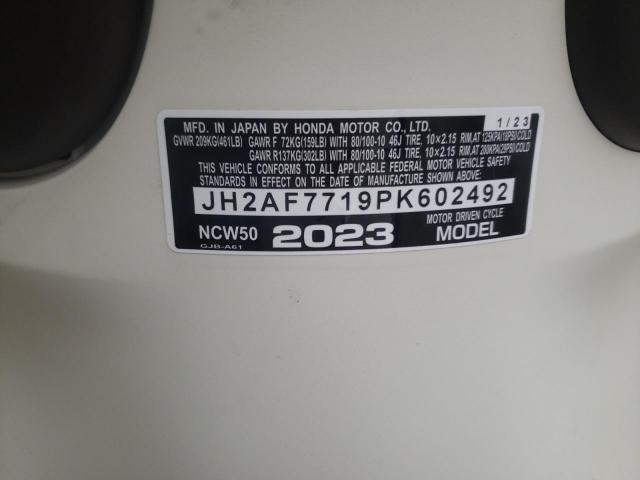 1/23
MFD. IN JAPAN BY HONDA MOTOR CO., LTD.
GVWR 209KG(461LB) GAWR F 72KG(159LB) WITH 80/100-10 46J TIRE, 10×2.15 RIM, AT 125KPA(18PSI)COLD
GAWR R137KG(302LB) WITH 80/100-10 46J TIRE, 10×2.15 RIM, AT 200KPA(29PSI)COLD
THIS VEHICLE CONFORMS TO ALL APPLICABLE FEDERAL MOTOR VEHICLE SAFETY
STANDARDS IN EFFECT ON THE DATE OF MANUFACTURE SHOWN ABOVE.
JH2AF7719PK602492
NCW50 2023 MOTOR DRIVEN CYCLE
GJB-A61 MODEL